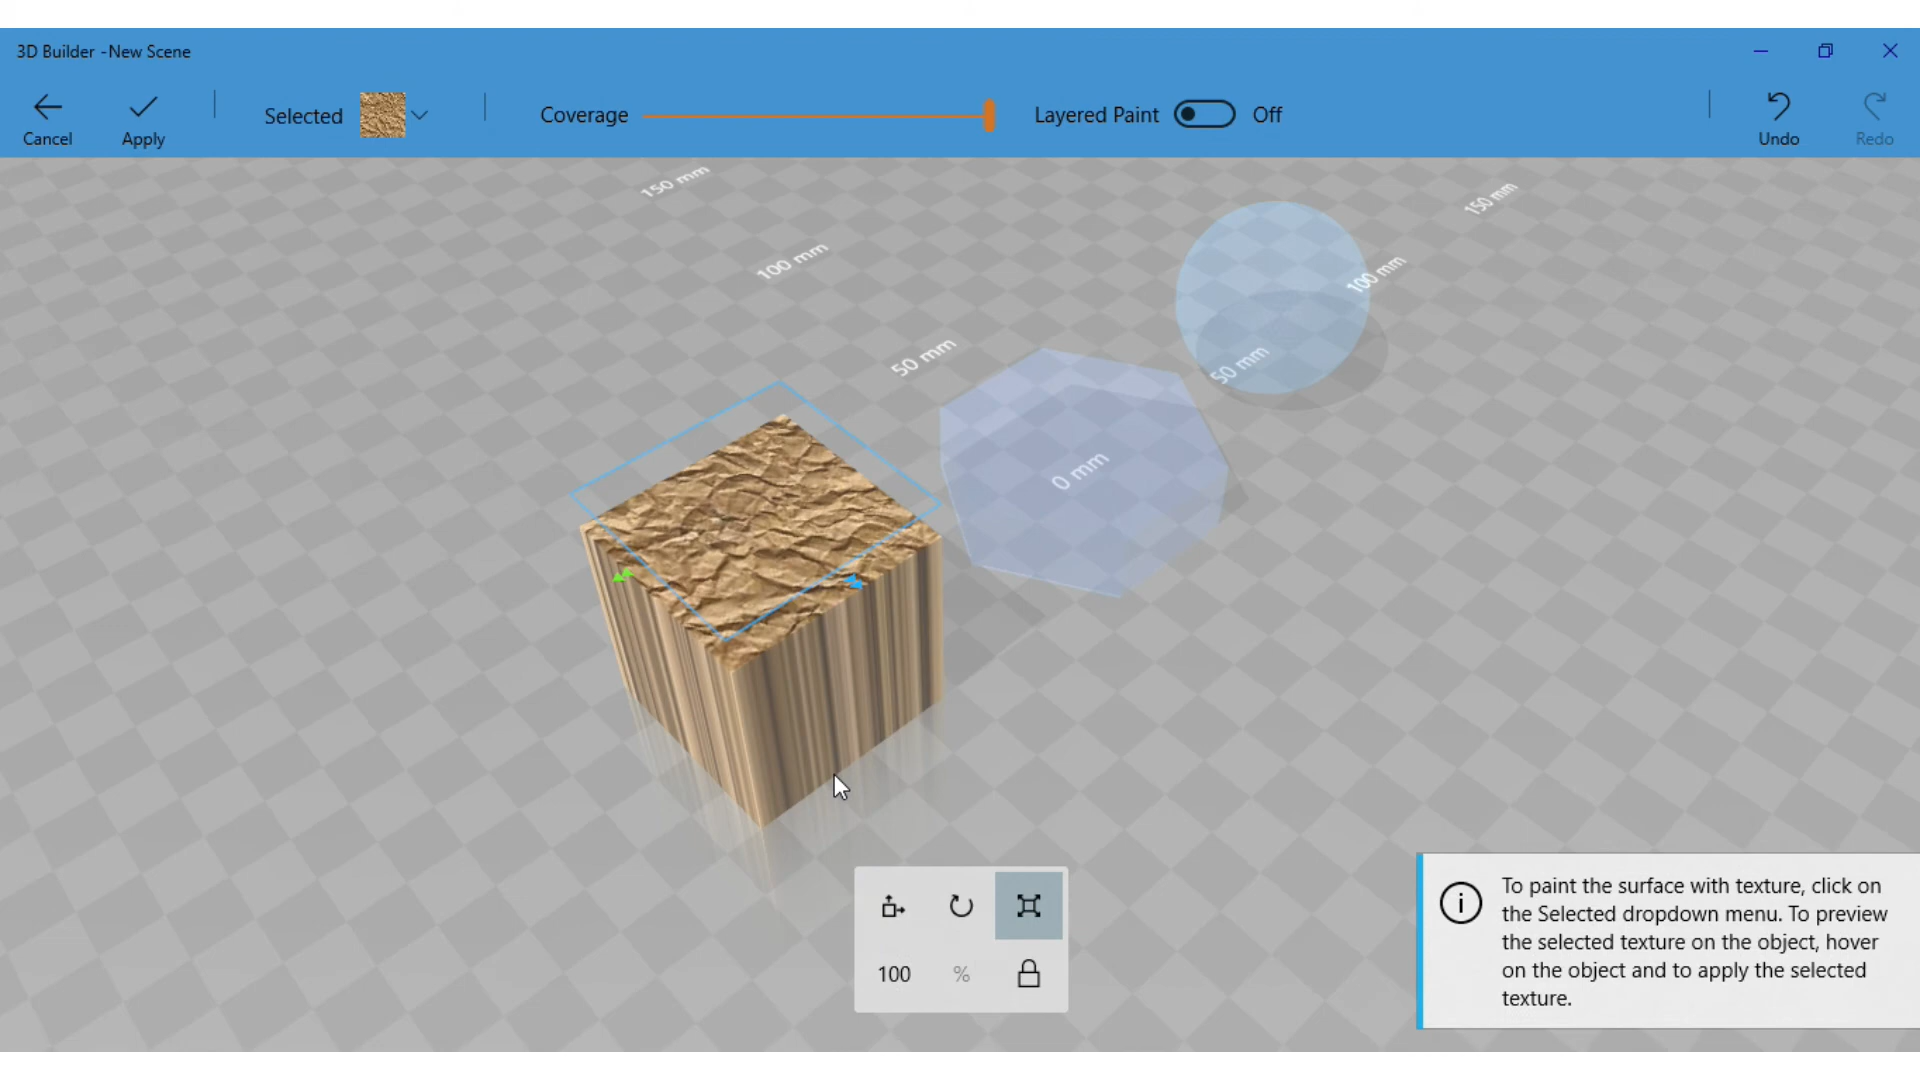 3D Builder -New Scene
Cancel
Apply
Selected
Coverage
Layered Paint
Off
Undo
Redo
150 mm
150 mm
100 mm
100 mm
50 mm
50 mm
0 mm
100 %
To paint the surface with texture, click on
the Selected dropdown menu. To preview
the selected texture on the object, hover
on the object and to apply the selected
texture.